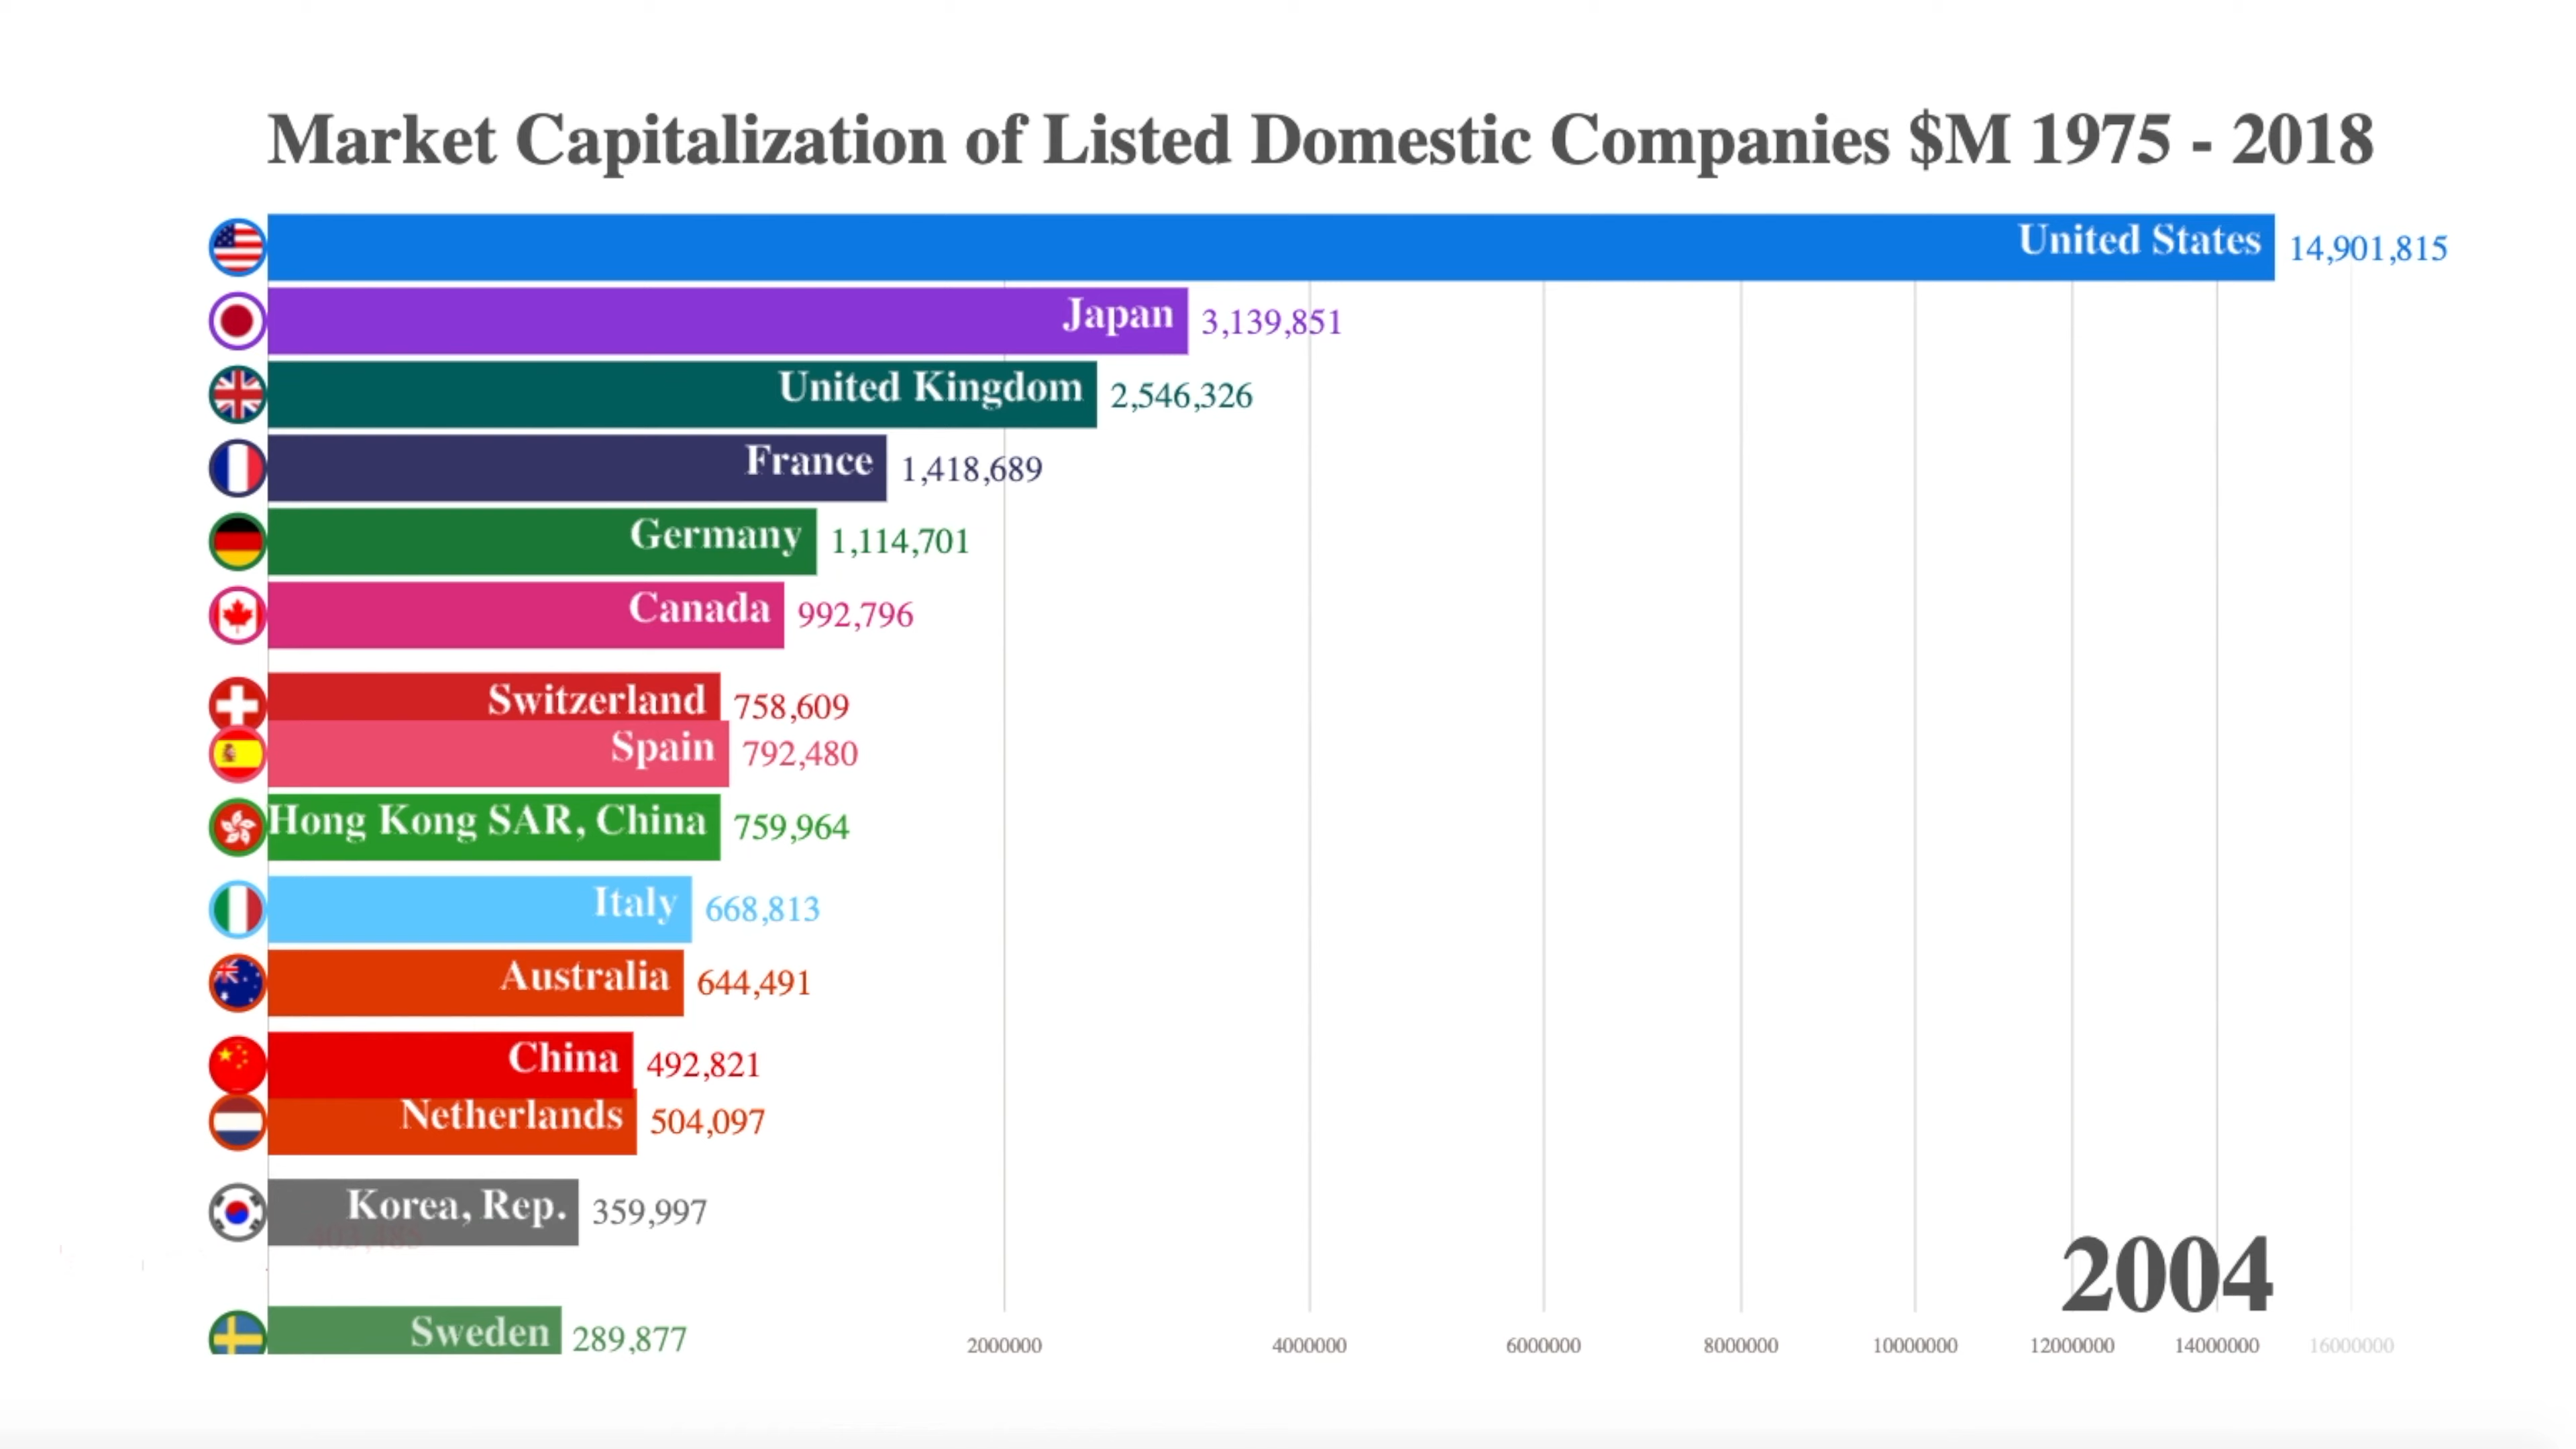 Market Capitalization of Listed Domestic Companies $M 1975 - 2018
United States 14,901,815
Japan 3,139,851
United Kingdom 2,546,326
France 1,418,689
Germany 1,114,701
Canada 992,796
Switzerland 758,609
Spain 792,480
Hong Kong SAR, China 759,964
Italy 668,813
Australia 644,491
China 492,821
Netherlands 504,097
Korea, Rep. 359,997
2004
Sweden 289,877
2000000 4000000 6000000 8000000 10000000 12000000 14000000 16000000